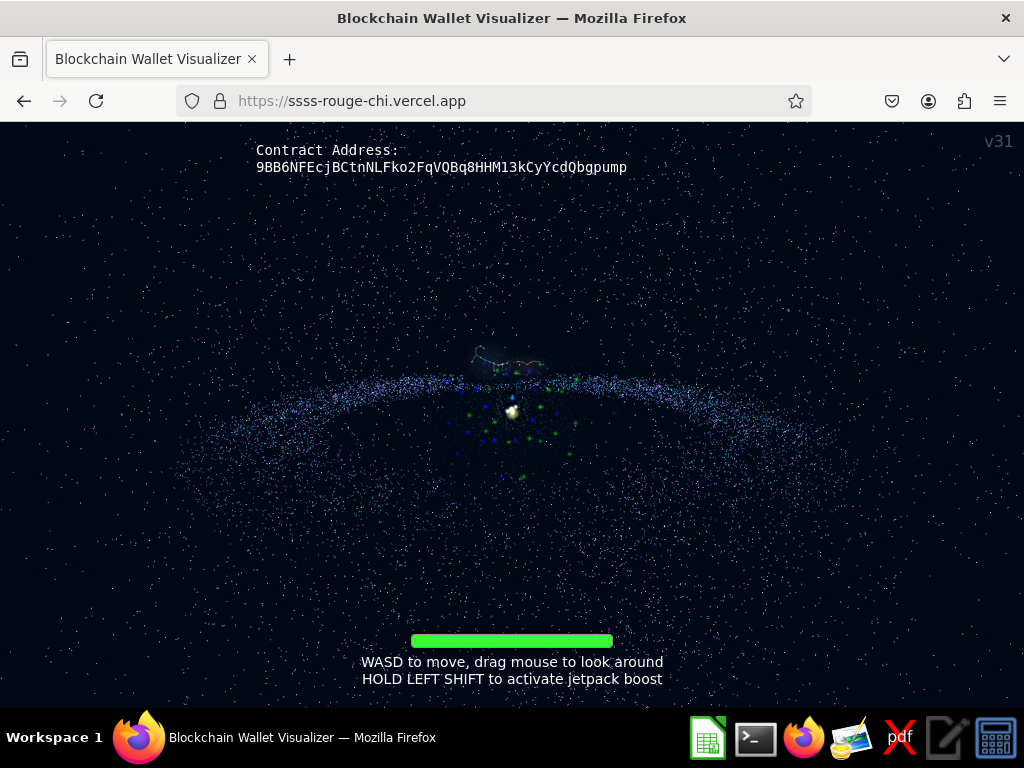 Blockchain Wallet Visualizer — Mozilla Firefox
Blockchain Wallet Visualizer
https://ssss-rouge-chi.vercel.app
v31
Contract Address:
9BB6NFEcjBCtnNLFko2FqVQBq8HHM13kCyYcdQbgpump
WASD to move, drag mouse to look around
HOLD LEFT SHIFT to activate jetpack boost
Workspace 1
Blockchain Wallet Visualizer — Mozilla Firefox
pdf